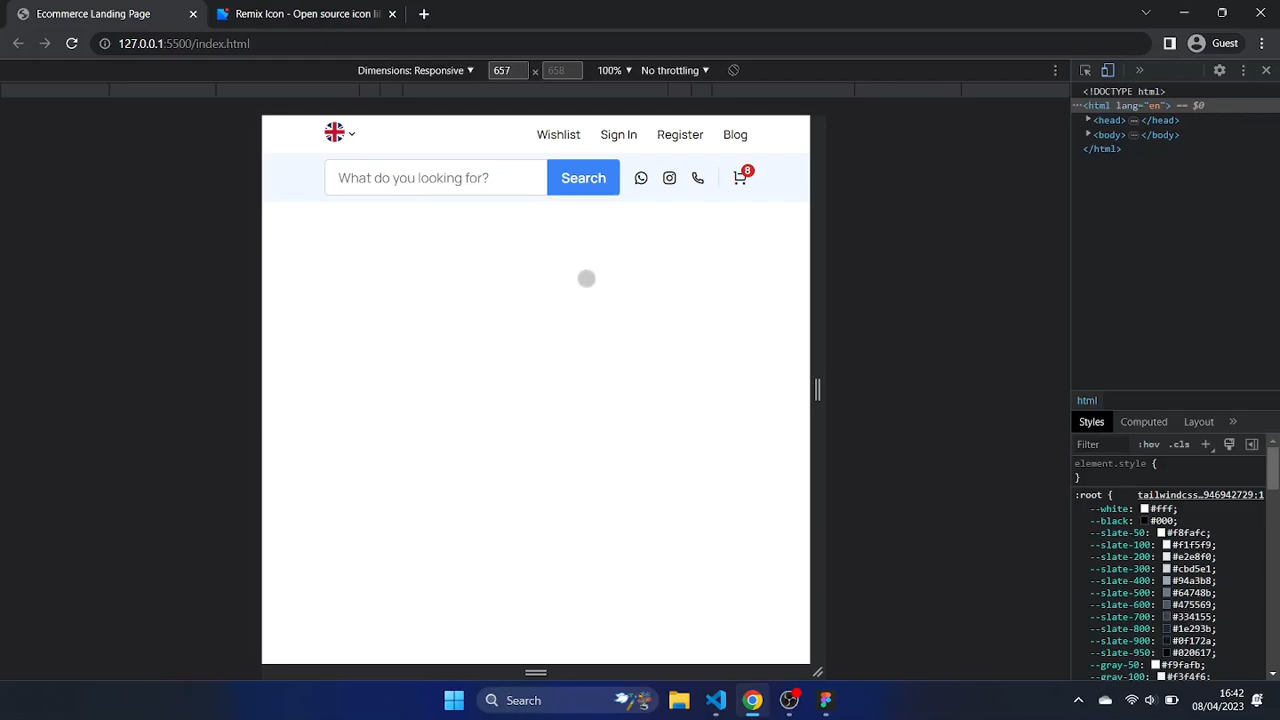 Ecommerce Landing Page
Remix Icon - Open source icon li
127.0.0.1:5500/index.html
Guest
Dimensions: Responsive 657 x 658 100% No throttling
Wishlist Sign In Register Blog
What do you looking for? Search
8
<!DOCTYPE html>
<html lang="en"> == $0
<head> … </head>
<body> … </body>
</html>
html
Styles Computed Layout
Filter :hov .cls
element.style {
}
:root { tailwindcss…946942729:1
--white: #fff;
--black: #000;
--slate-50: #f8fafc;
--slate-100: #f1f5f9;
--slate-200: #e2e8f0;
--slate-300: #cbd5e1;
--slate-400: #94a3b8;
--slate-500: #64748b;
--slate-600: #475569;
--slate-700: #334155;
--slate-800: #1e293b;
--slate-900: #0f172a;
--slate-950: #020617;
--gray-50: #f9fafb;
--gray-100: #f3f4f6;
Search
16:42
08/04/2023